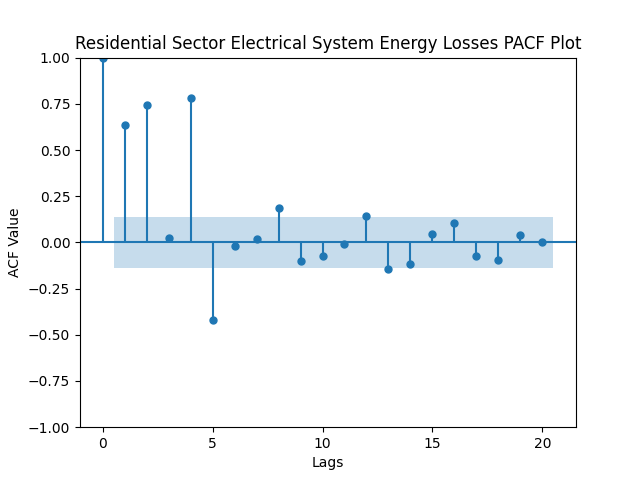 Residential Sector Electrical System Energy Losses PACF Plot
1.00
0.75
0.50
0.25
0.00
−0.25
−0.50
−0.75
−1.00
ACF Value
0 5 10 15 20
Lags